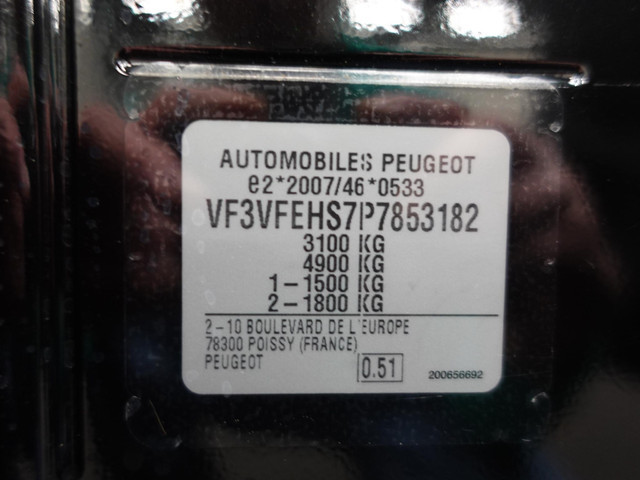 AUTOMOBILES PEUGEOT
e2*2007/46*0533
VF3VFEHS7P7853182
3100 KG
4900 KG
1-1500 KG
2-1800 KG
2-10 BOULEVARD DE L'EUROPE
78300 POISSY (FRANCE)
PEUGEOT
0.51
200656692